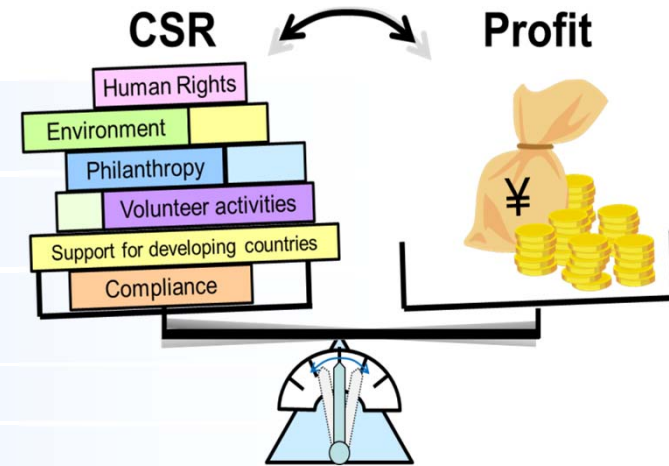 CSR
Profit
Human Rights
Environment
Philanthropy
Volunteer activities
Support for developing countries
Compliance
¥